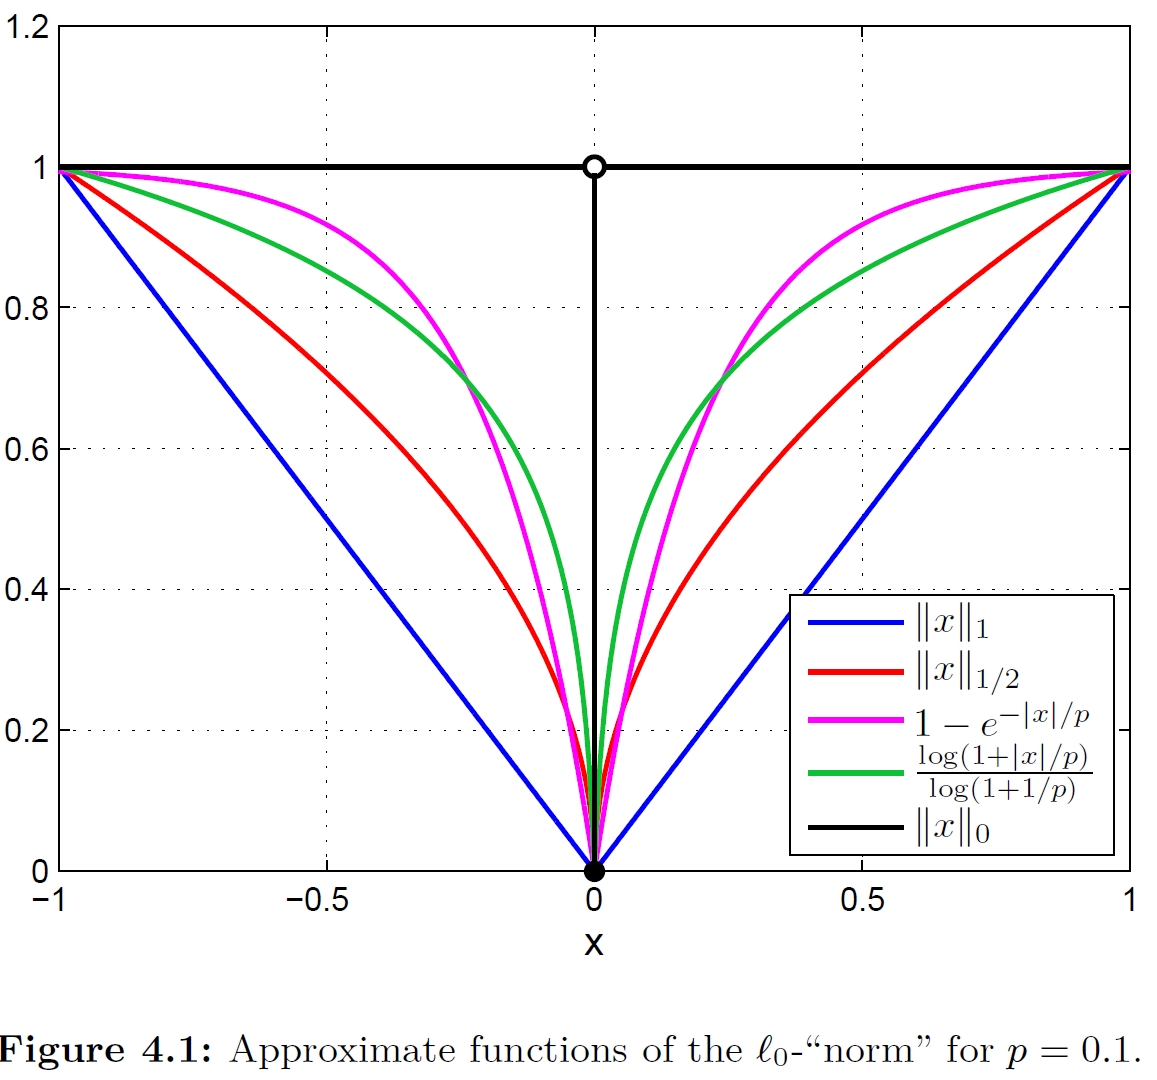 1.2
1
0.8
0.6
0.4
0.2
0
−1 −0.5 0 0.5 1
x
‖x‖₁
‖x‖₁/₂
1 − e^{−|x|/p}
log(1+|x|/p)
log(1+1/p)
‖x‖₀
Figure 4.1: Approximate functions of the ℓ₀-“norm” for p = 0.1.